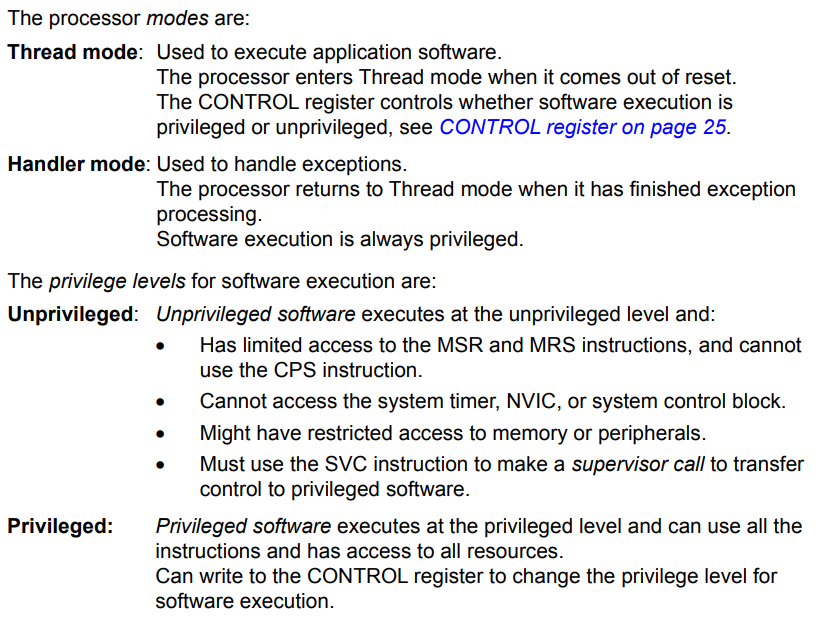 The processor modes are:
Thread mode: Used to execute application software.
The processor enters Thread mode when it comes out of reset.
The CONTROL register controls whether software execution is
privileged or unprivileged, see CONTROL register on page 25.
Handler mode: Used to handle exceptions.
The processor returns to Thread mode when it has finished exception
processing.
Software execution is always privileged.
The privilege levels for software execution are:
Unprivileged: Unprivileged software executes at the unprivileged level and:
• Has limited access to the MSR and MRS instructions, and cannot
use the CPS instruction.
• Cannot access the system timer, NVIC, or system control block.
• Might have restricted access to memory or peripherals.
• Must use the SVC instruction to make a supervisor call to transfer
control to privileged software.
Privileged: Privileged software executes at the privileged level and can use all the
instructions and has access to all resources.
Can write to the CONTROL register to change the privilege level for
software execution.